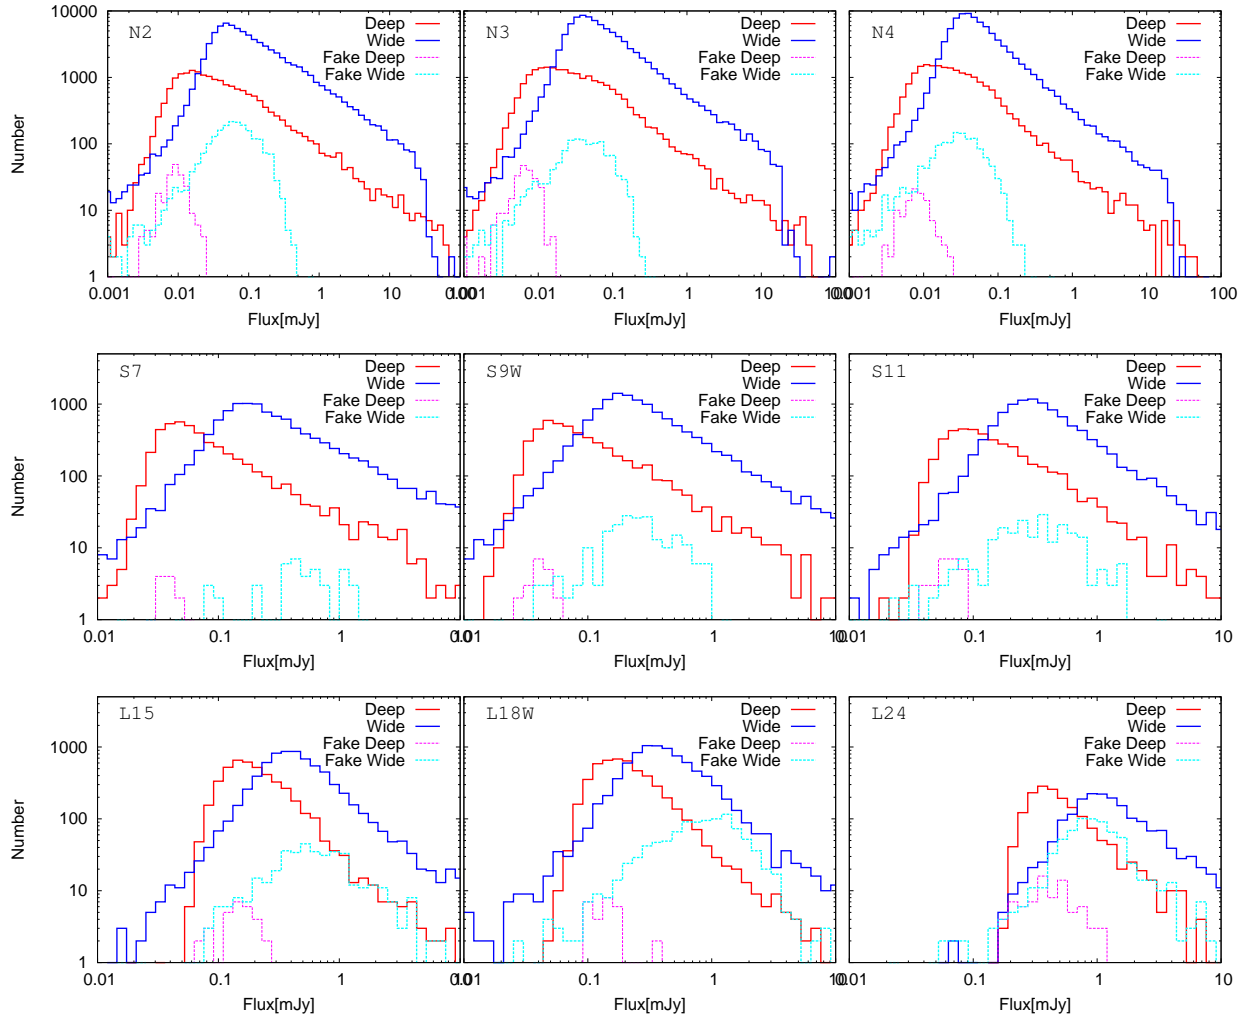 10000
1000
100
10
1
Number
N2
Deep
Wide
Fake Deep
Fake Wide
0.001 0.01 0.1 1 10 100
Flux[mJy]
N3
Deep
Wide
Fake Deep
Fake Wide
0.001 0.01 0.1 1 10 100
Flux[mJy]
N4
Deep
Wide
Fake Deep
Fake Wide
0.001 0.01 0.1 1 10 100
Flux[mJy]
1000
100
10
1
Number
S7
Deep
Wide
Fake Deep
Fake Wide
0.01 0.1 1 10
Flux[mJy]
S9W
Deep
Wide
Fake Deep
Fake Wide
0.01 0.1 1 10
Flux[mJy]
S11
Deep
Wide
Fake Deep
Fake Wide
0.01 0.1 1 10
Flux[mJy]
1000
100
10
1
Number
L15
Deep
Wide
Fake Deep
Fake Wide
0.01 0.1 1 10
Flux[mJy]
L18W
Deep
Wide
Fake Deep
Fake Wide
0.01 0.1 1 10
Flux[mJy]
L24
Deep
Wide
Fake Deep
Fake Wide
0.01 0.1 1 10
Flux[mJy]